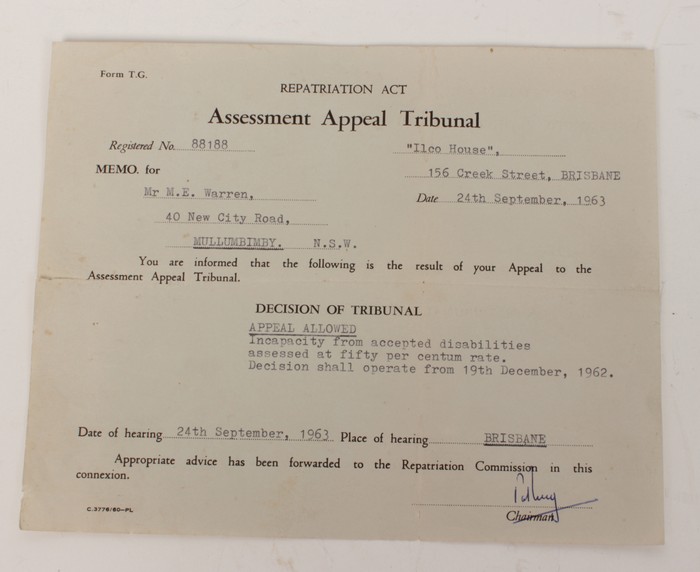 Form T.G.
REPATRIATION ACT
Assessment Appeal Tribunal
Registered No. 88188
"Ilco House",
MEMO. for
156 Creek Street, BRISBANE
Mr M.E. Warren,
Date 24th September, 1963
40 New City Road,
MULLUMBIMBY. N.S.W.
You are informed that the following is the result of your Appeal to the
Assessment Appeal Tribunal.
DECISION OF TRIBUNAL
APPEAL ALLOWED
Incapacity from accepted disabilities
assessed at fifty per centum rate.
Decision shall operate from 19th December, 1962.
Date of hearing 24th September, 1963 Place of hearing BRISBANE
Appropriate advice has been forwarded to the Repatriation Commission in this
connexion.
Chairman
C.3776/60-PL